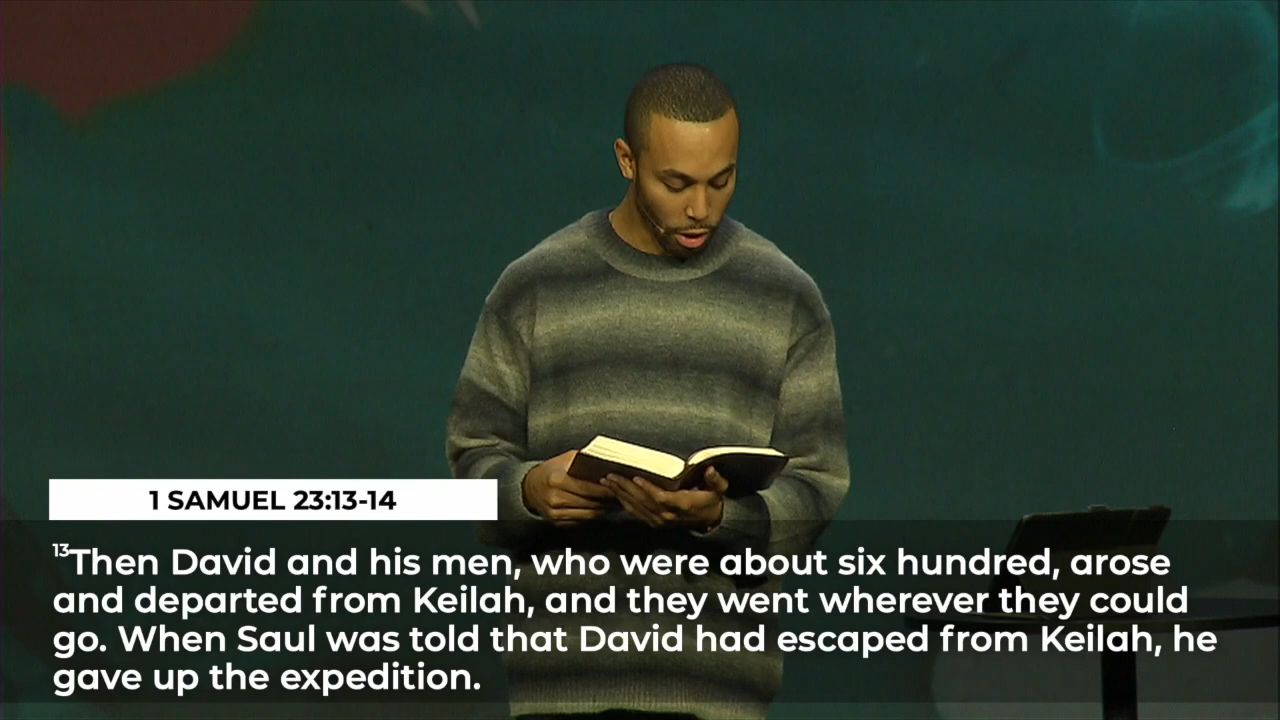 1 SAMUEL 23:13-14
13Then David and his men, who were about six hundred, arose
and departed from Keilah, and they went wherever they could
go. When Saul was told that David had escaped from Keilah, he
gave up the expedition.